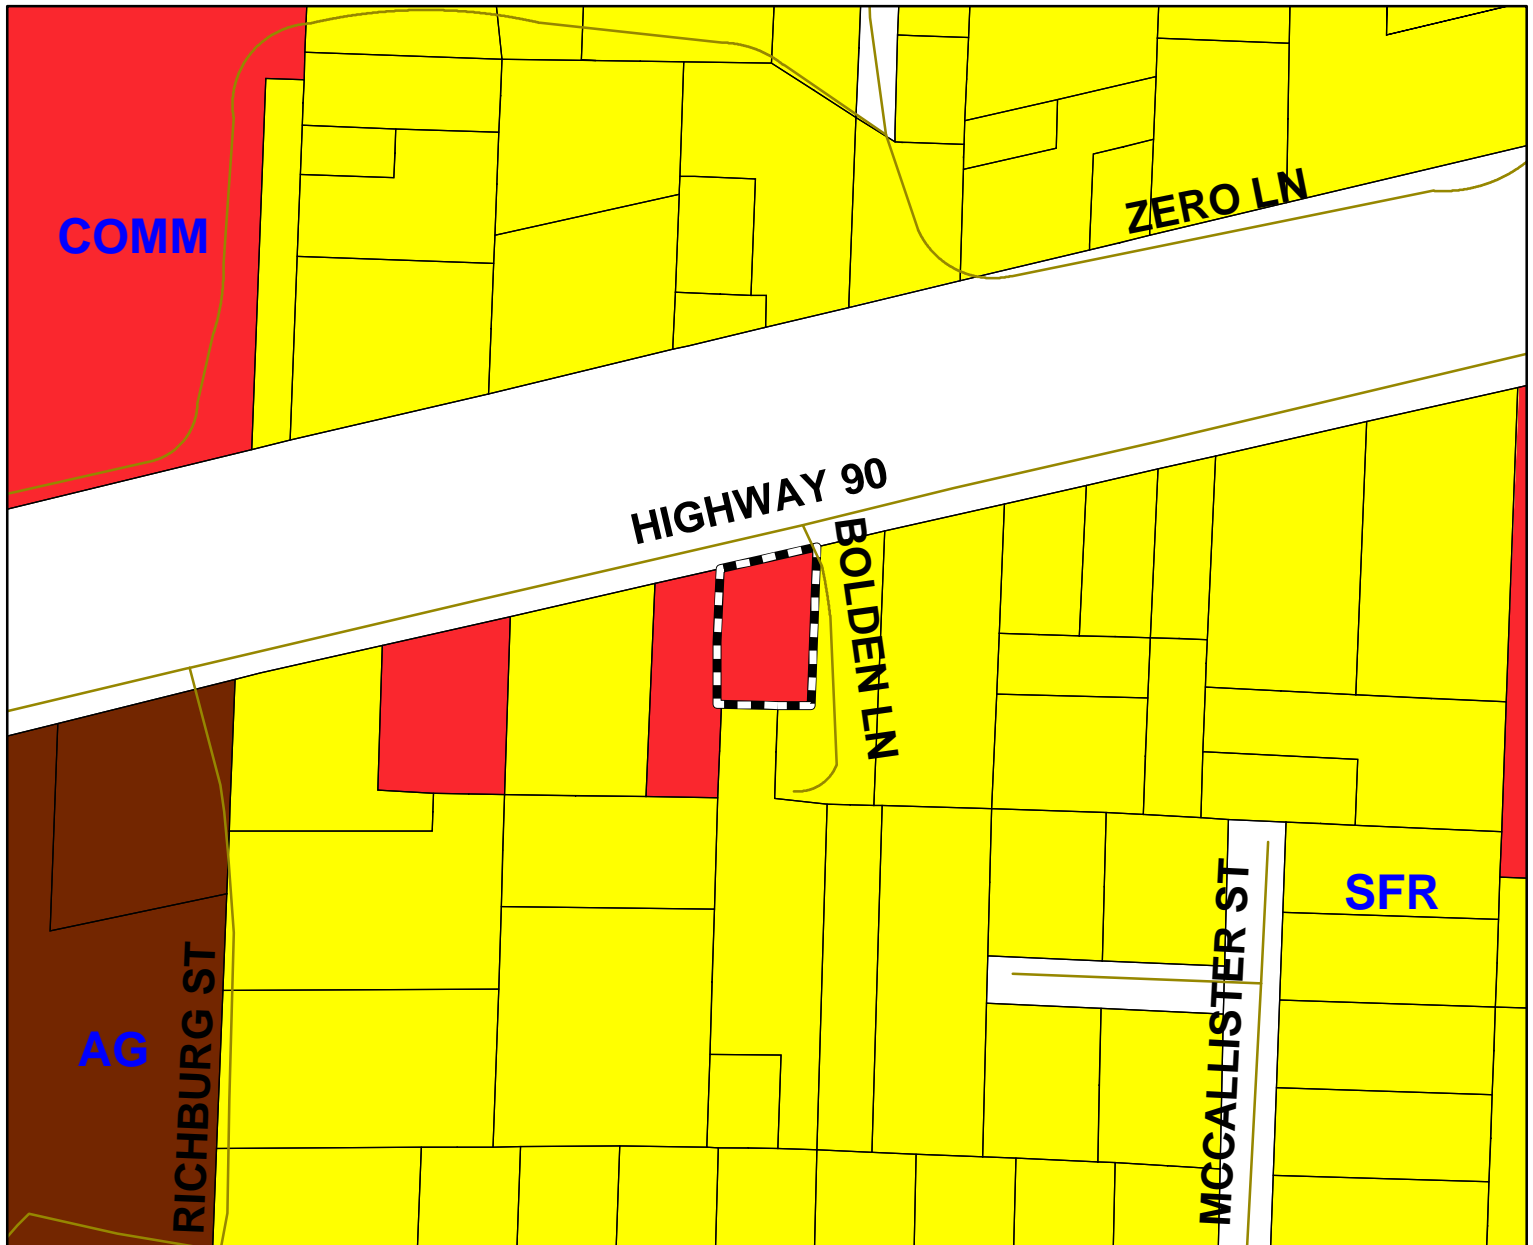 ZERO LN
COMM
HIGHWAY 90
BOLDEN LN
SFR
MCCALLISTER ST
RICHBURG ST
AG